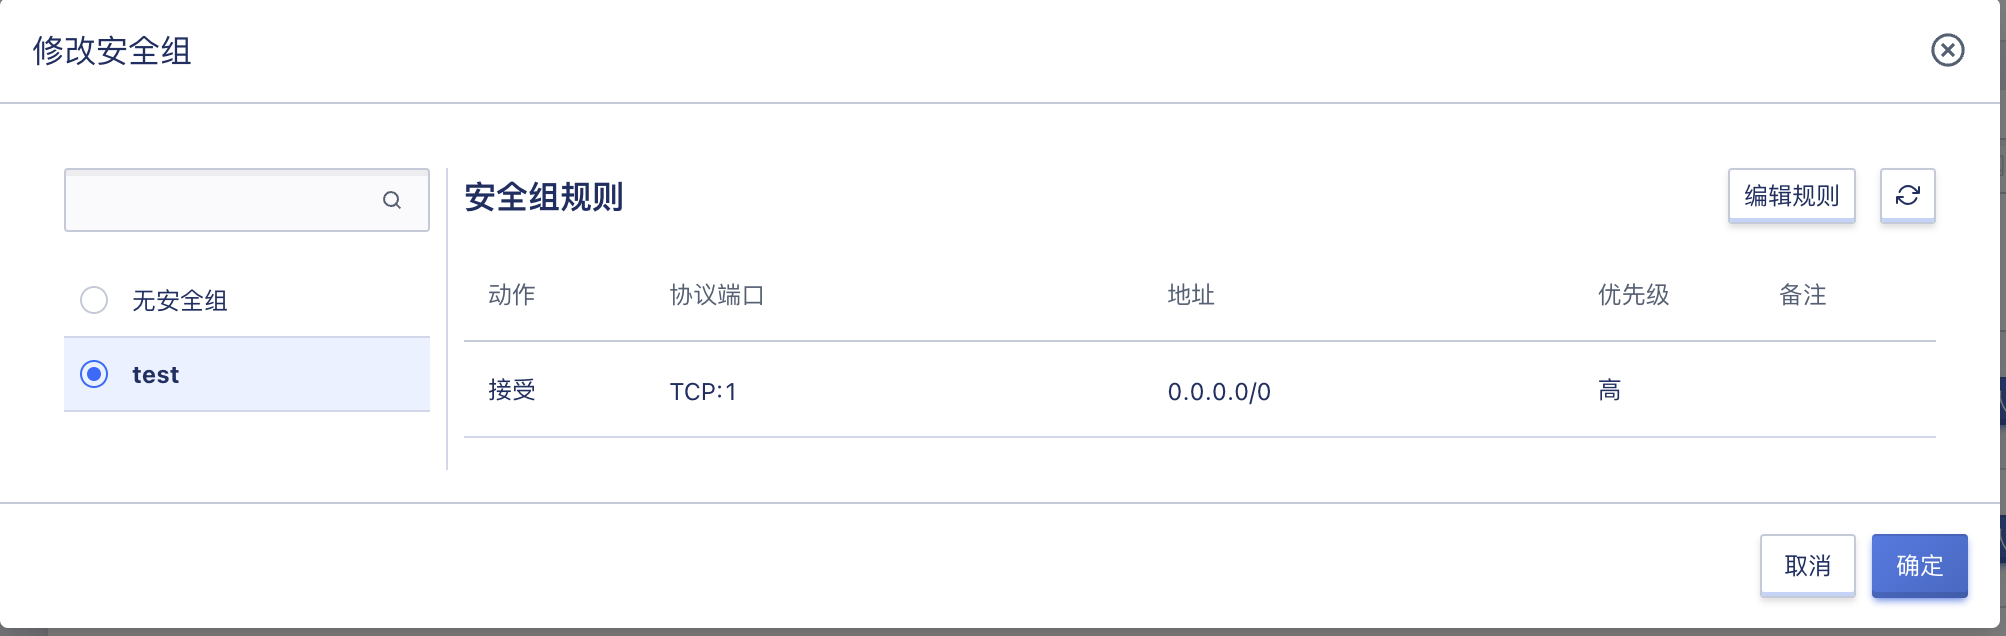 修改安全组
安全组规则
编辑规则
无安全组
test
动作 协议端口 地址 优先级 备注
接受 TCP:1 0.0.0.0/0 高
取消 确定